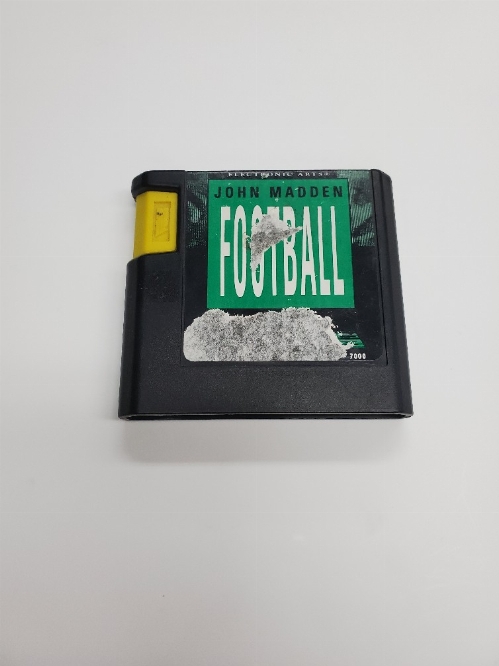 ELECTRONIC ARTS®
JOHN MADDEN
FOOTBALL
7000